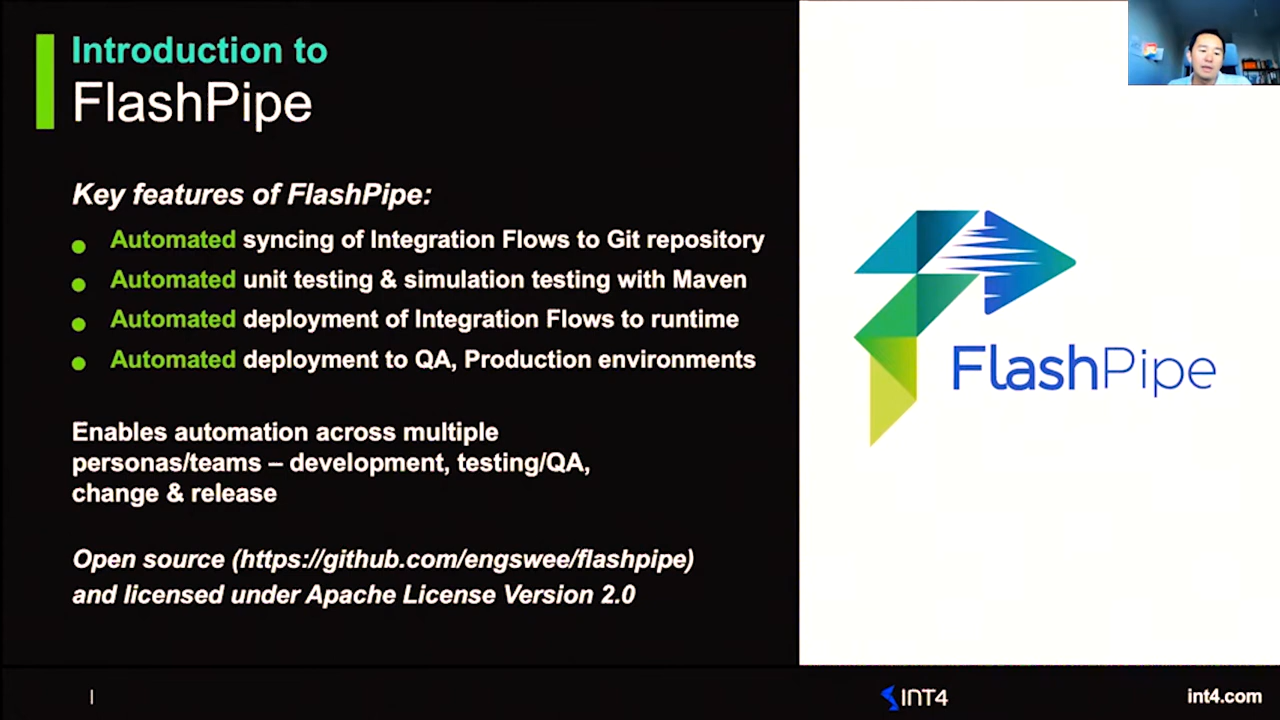 Introduction to
FlashPipe
Key features of FlashPipe:
Automated syncing of Integration Flows to Git repository
Automated unit testing & simulation testing with Maven
Automated deployment of Integration Flows to runtime
Automated deployment to QA, Production environments
Enables automation across multiple
personas/teams – development, testing/QA,
change & release
Open source (https://github.com/engswee/flashpipe)
and licensed under Apache License Version 2.0
FlashPipe
|
INT4
int4.com